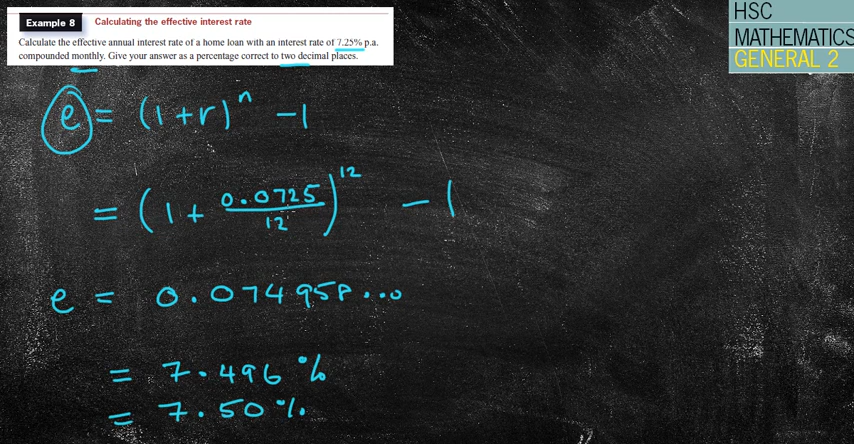 Example 8 Calculating the effective interest rate
Calculate the effective annual interest rate of a home loan with an interest rate of 7.25% p.a.
compounded monthly. Give your answer as a percentage correct to two decimal places.
HSC
MATHEMATICS
GENERAL 2
e = (1+r)^n - 1
= (1 + 0.0725/12)^12 - 1
e = 0.074958...
= 7.496%
= 7.50%